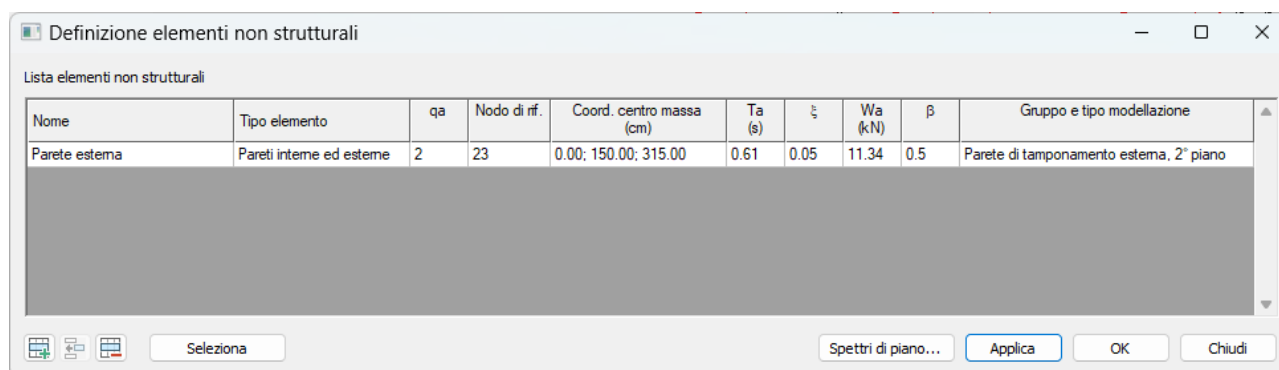 Definizione elementi non strutturali
Lista elementi non strutturali
Nome Tipo elemento qa Nodo di rif. Coord. centro massa (cm) Ta (s) ξ Wa (kN) β Gruppo e tipo modellazione
Parete esterna Pareti interne ed esterne 2 23 0.00; 150.00; 315.00 0.61 0.05 11.34 0.5 Parete di tamponamento esterna, 2° piano
Seleziona Spettri di piano... Applica OK Chiudi